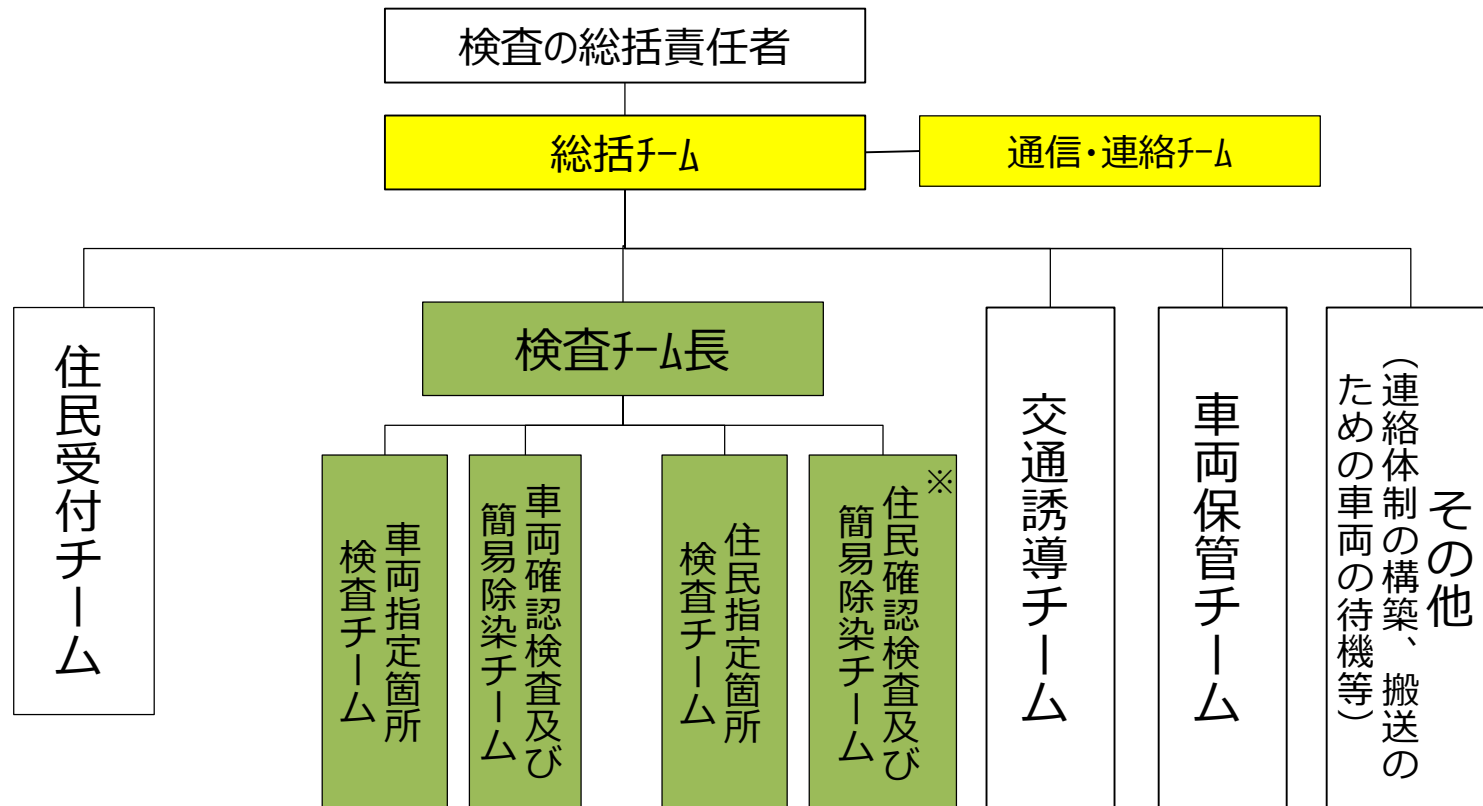 検査の総括責任者
総括ﾁｰﾑ
通信・連絡ﾁｰﾑ
住民受付チーム
検査ﾁｰﾑ長
車両指定箇所
検査チーム
車両確認検査及び
簡易除染チーム
住民指定箇所
検査チーム
※
住民確認検査及び
簡易除染チーム
交通誘導チーム
車両保管チーム
その他
（連絡体制の構築、搬送の
ための車両の待機等）